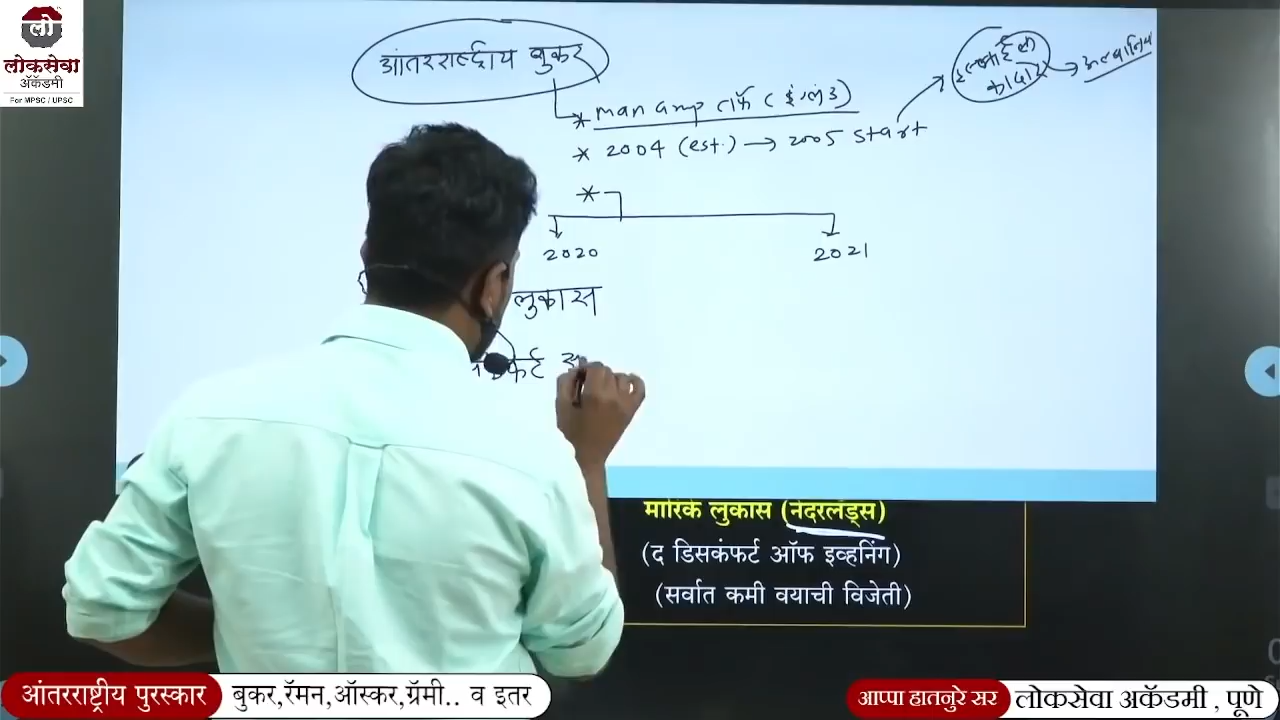 लो
लोकसेवा
अॅकॅडमी
For MPSC / UPSC
आंतरराष्ट्रीय बुकर
* man amp तर्फे (इंग्लंड)
* 2004 (est.) → 2005 start
*
2020 2021
लुकास
मारिके लुकास (नेदरलँड्स)
(द डिसकंफर्ट ऑफ इव्हनिंग)
(सर्वात कमी वयाची विजेती)
आंतरराष्ट्रीय पुरस्कार बुकर,रॅमन,ऑस्कर,ग्रॅमी.. व इतर
आप्पा हातनुरे सर लोकसेवा अकॅडमी , पूणे